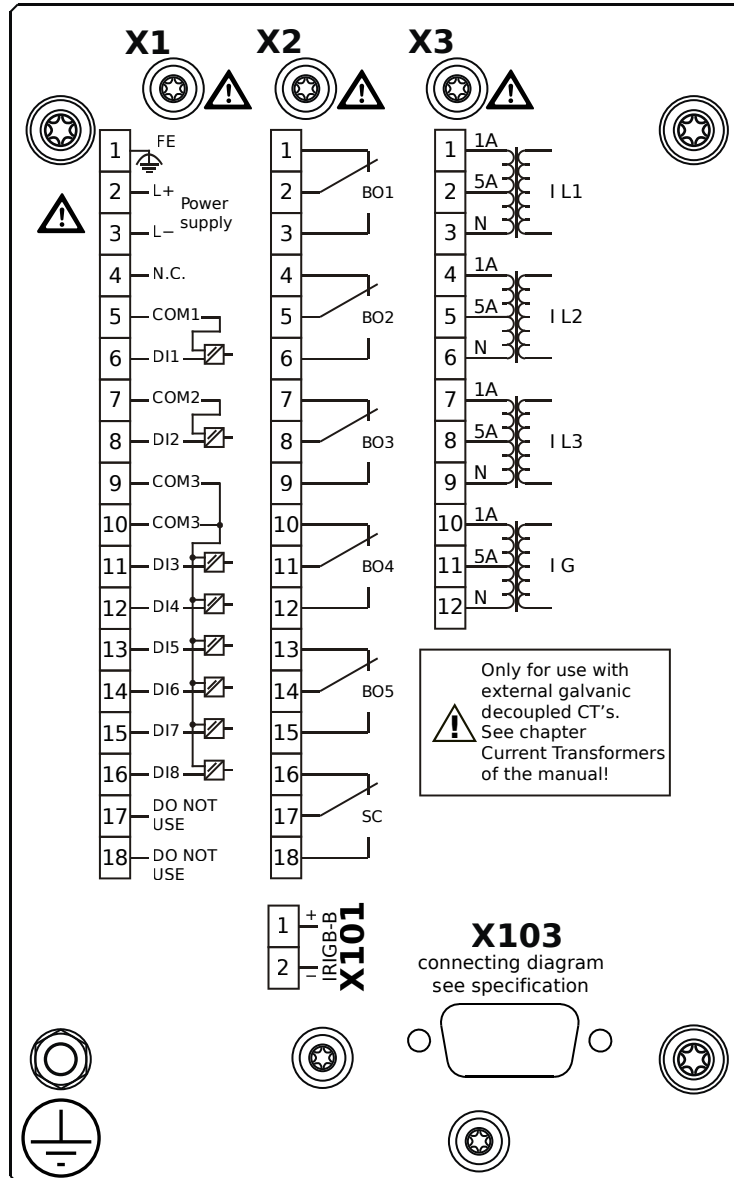 X1 X2 X3
1 FE
2 L+
Power
supply
3 L−
4 N.C.
5 COM1
6 DI1
7 COM2
8 DI2
9 COM3
10 COM3
11 DI3
12 DI4
13 DI5
14 DI6
15 DI7
16 DI8
17 DO NOT
USE
18 DO NOT
USE
1
2 BO1
3
4
5 BO2
6
7
8 BO3
9
10
11 BO4
12
13
14 BO5
15
16
17 SC
18
1 1A
2 5A I L1
3 N
4 1A
5 5A I L2
6 N
7 1A
8 5A I L3
9 N
10 1A
11 5A I G
12 N
Only for use with
external galvanic
decoupled CT's.
See chapter
Current Transformers
of the manual!
1 +
2 −
IRIGB-B
X101
X103
connecting diagram
see specification